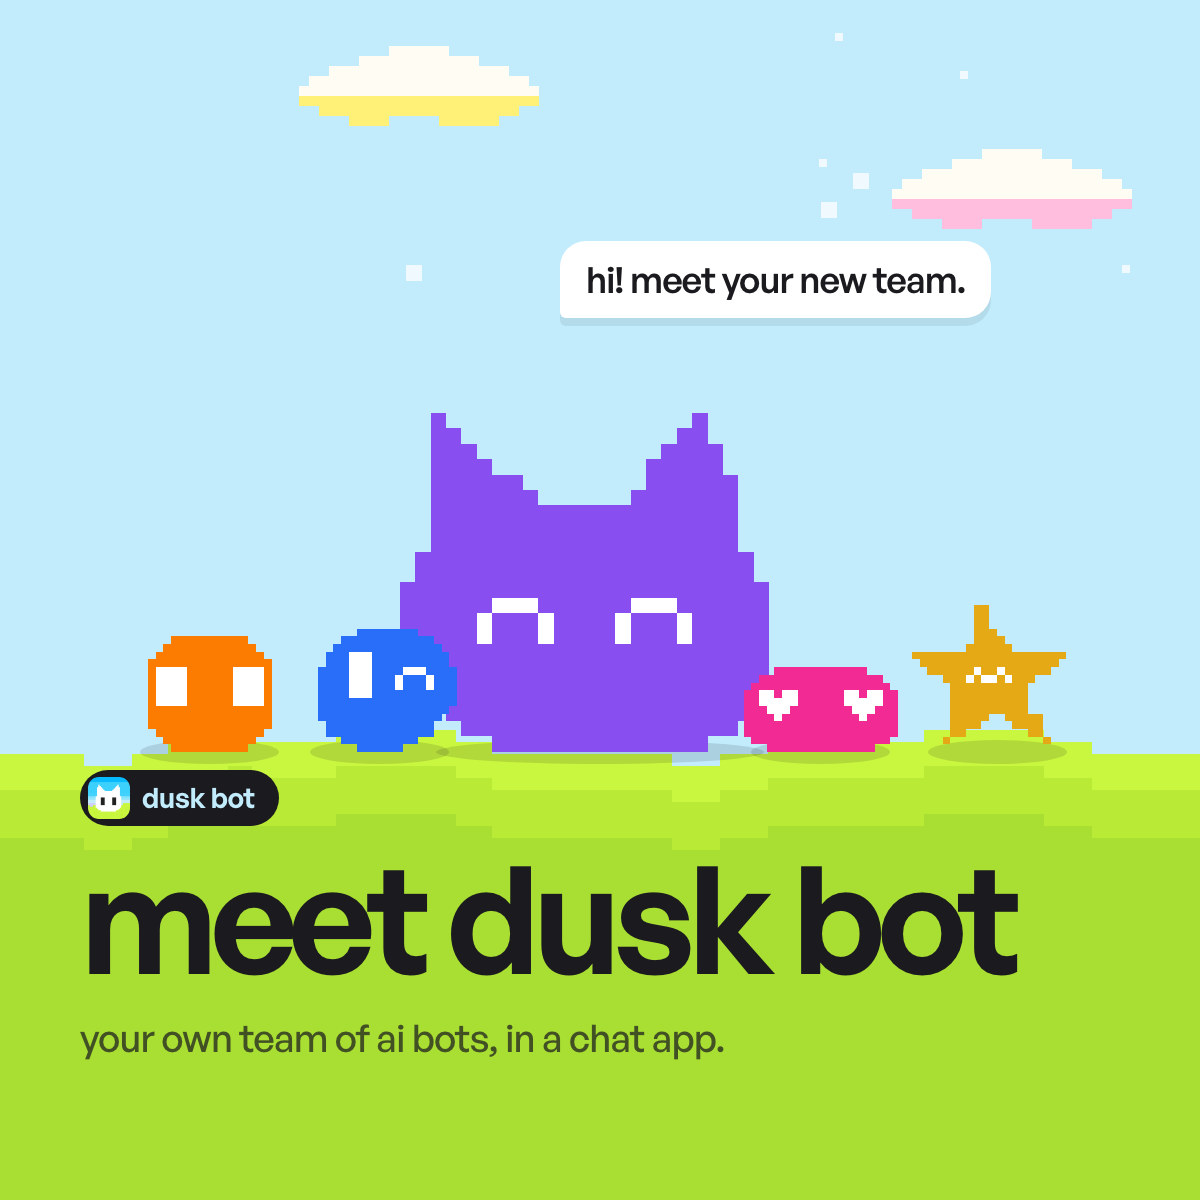 hi! meet your new team.
dusk bot
meet dusk bot
your own team of ai bots, in a chat app.